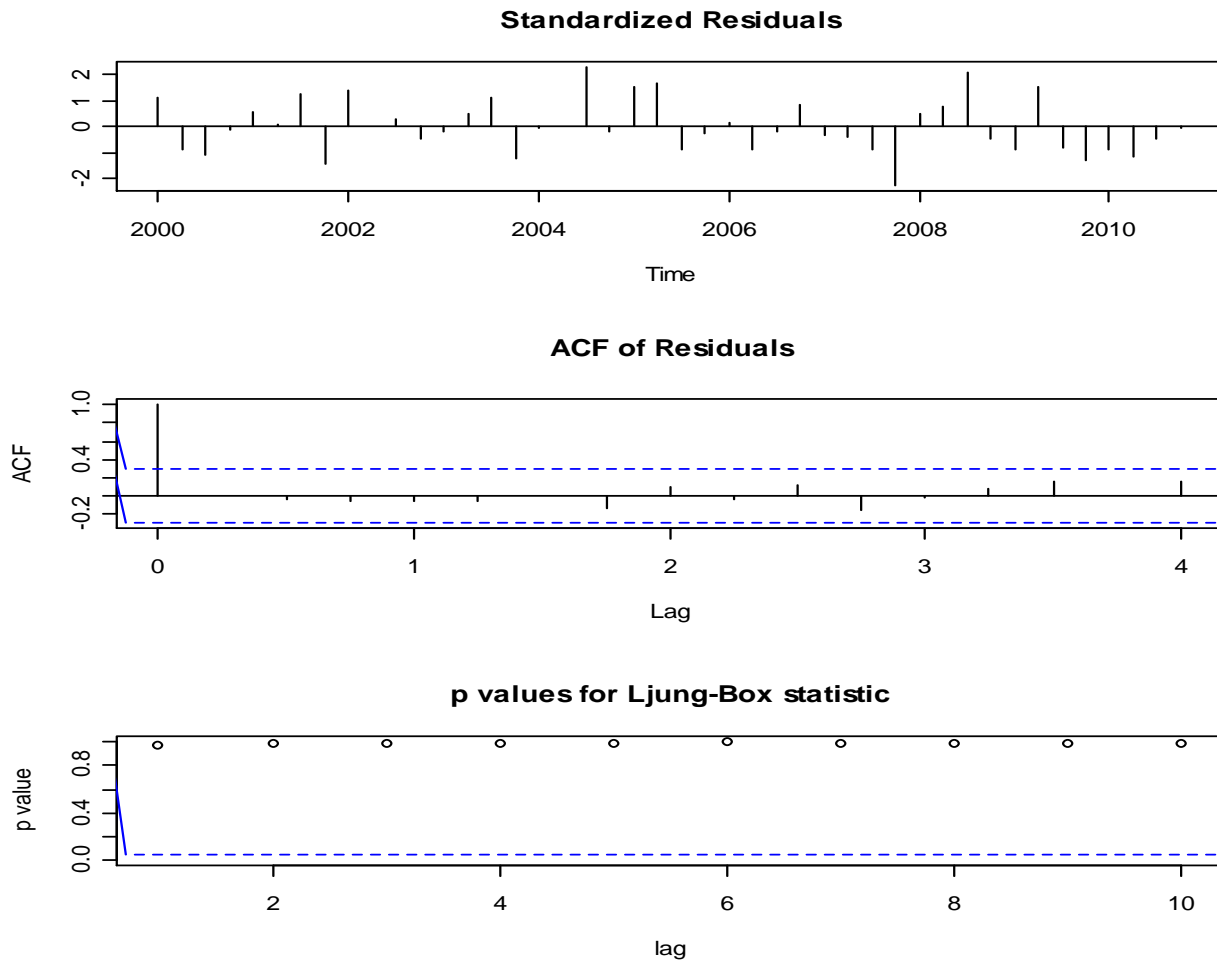 Standardized Residuals
2
1
0
-2
2000 2002 2004 2006 2008 2010
Time
ACF of Residuals
ACF
1.0
0.4
-0.2
0 1 2 3 4
Lag
p values for Ljung-Box statistic
p value
0.8
0.4
0.0
2 4 6 8 10
lag